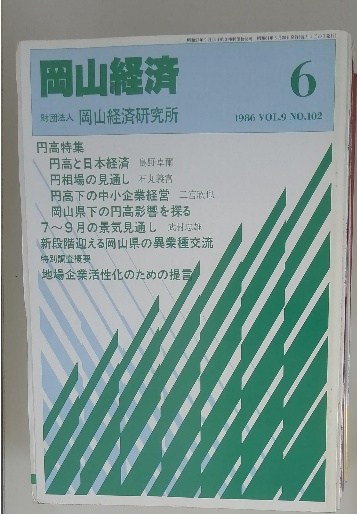 岡山経済
6
財団法人 岡山経済研究所
1986 VOL.9 NO.102
円高特集
円高と日本経済
円相場の見通し
円高下の中小企業経営
岡山県下の円高影響を探る
7〜9月の景気見通し
新段階迎える岡山県の異業種交流
特別調査概要
地場企業活性化のための提言